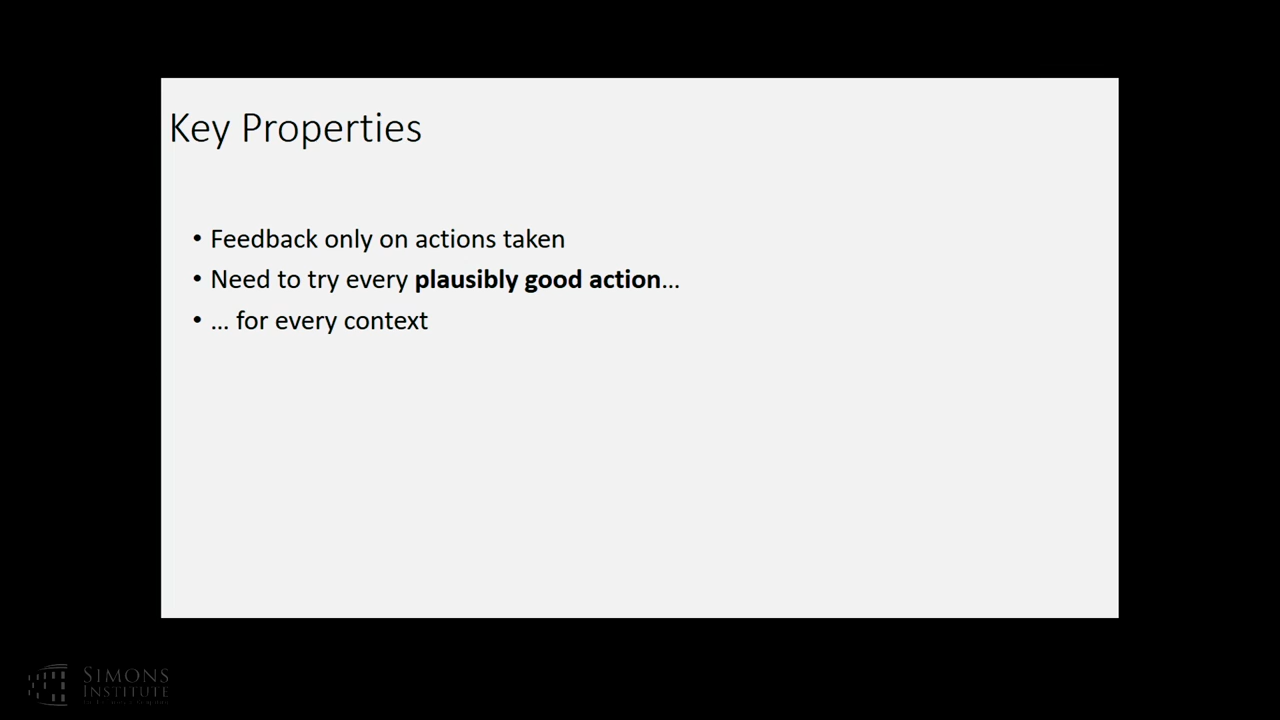 Key Properties
• Feedback only on actions taken
• Need to try every plausibly good action...
• ... for every context
SIMONS
INSTITUTE